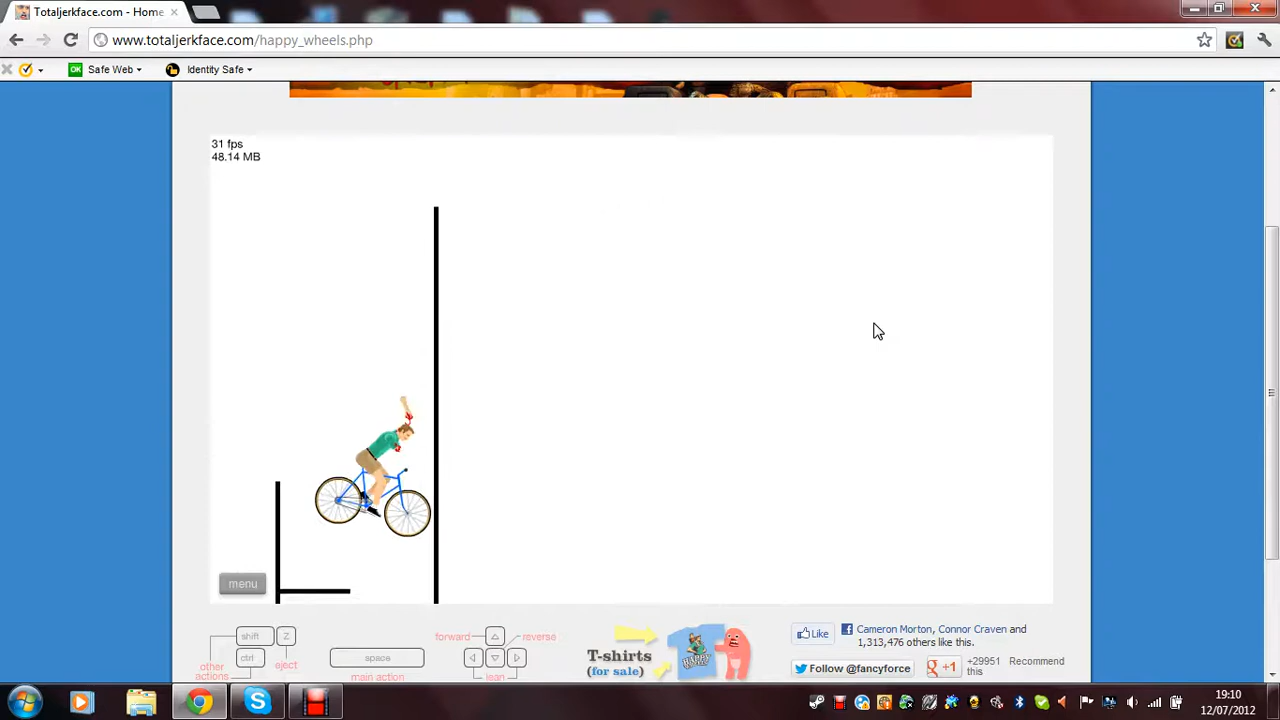 Totaljerkface.com - Home
www.totaljerkface.com/happy_wheels.php
OK Safe Web
Identity Safe
31 fps
48.14 MB
menu
shift Z
ctrl
other actions
eject
space
main action
forward
reverse
lean
T-shirts
(for sale)
Like
Cameron Morton, Connor Craven and
1,313,476 others like this.
Follow @fancyforce
+1
+29951 Recommend
this
19:10
12/07/2012